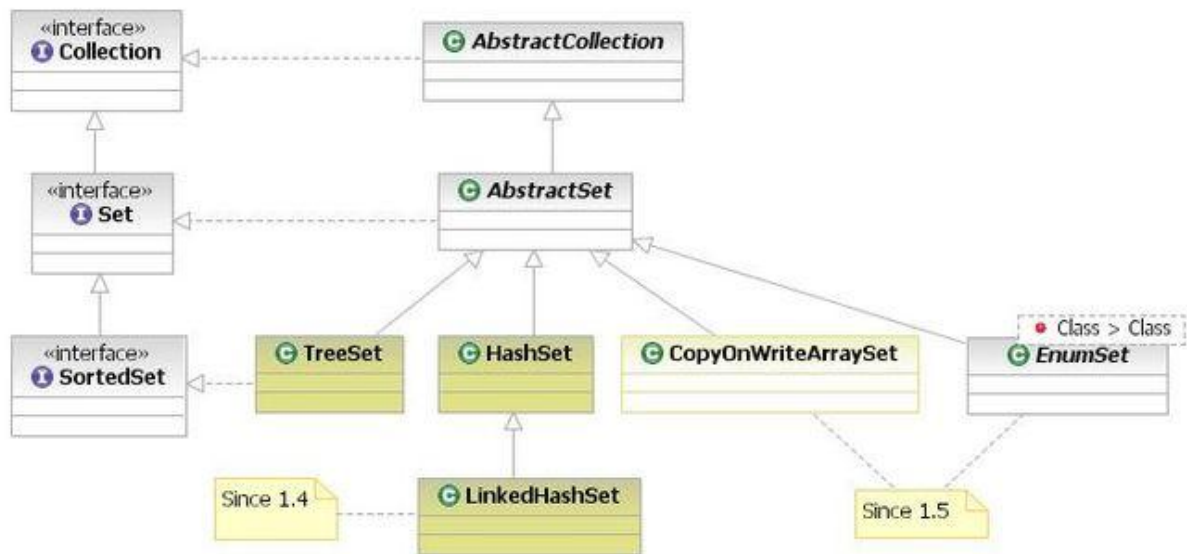 «interface»
Collection
AbstractCollection
«interface»
Set
AbstractSet
Class > Class
«interface»
SortedSet
TreeSet
HashSet
CopyOnWriteArraySet
EnumSet
Since 1.4
LinkedHashSet
Since 1.5